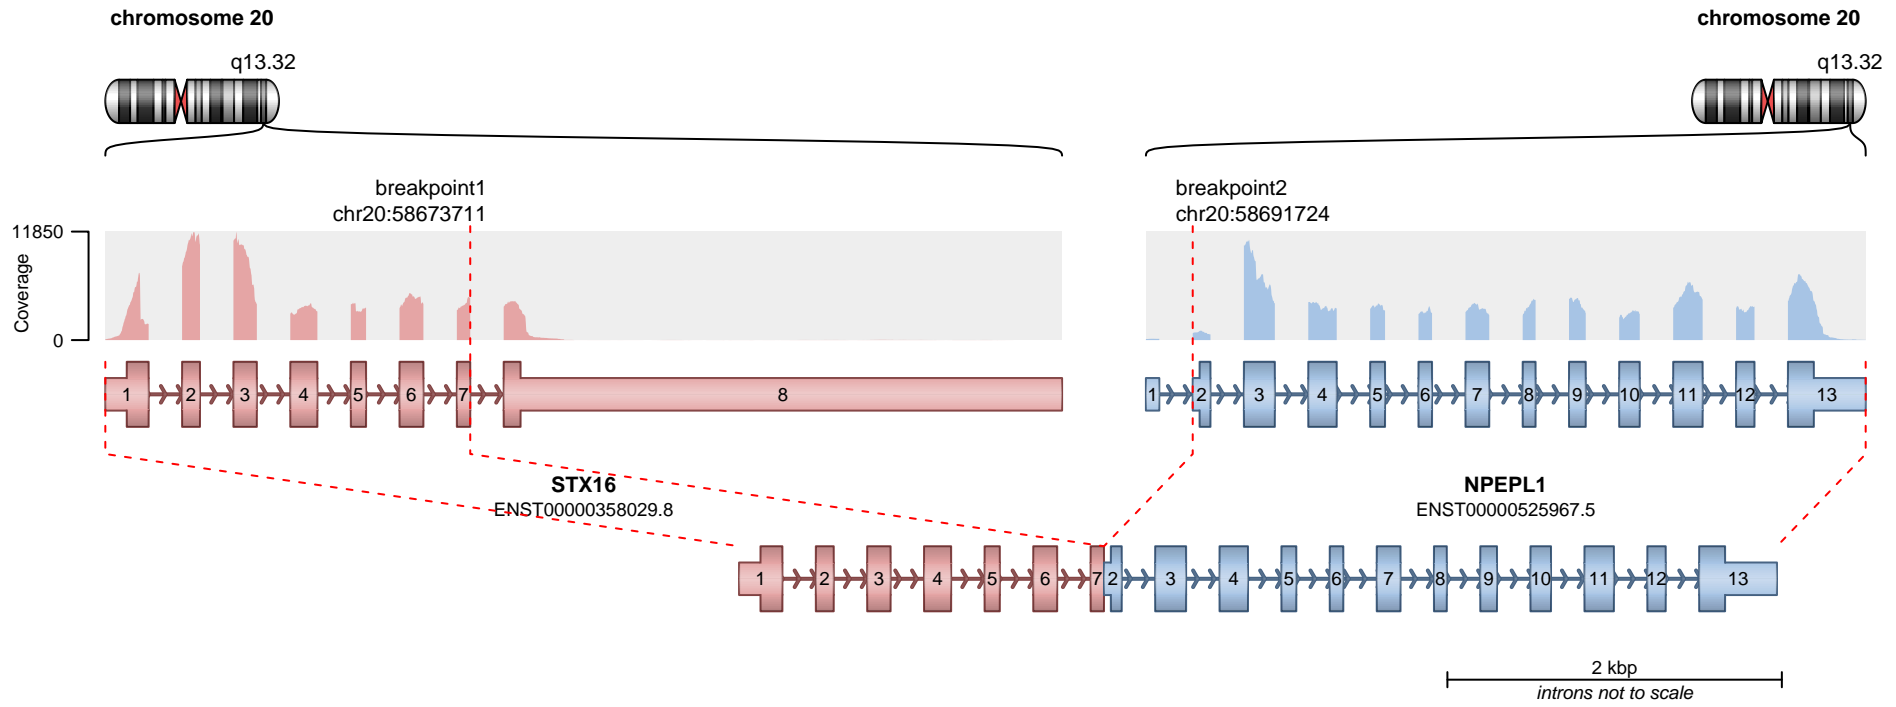 chromosome 20
chromosome 20
q13.32
q13.32
breakpoint1
chr20:58673711
breakpoint2
chr20:58691724
11850
Coverage
0
1 2 3 4 5 6 7 8
1 2 3 4 5 6 7 8 9 10 11 12 13
STX16
ENST00000358029.8
NPEPL1
ENST00000525967.5
1 2 3 4 5 6 7 2 3 4 5 6 7 8 9 10 11 12 13
2 kbp
introns not to scale